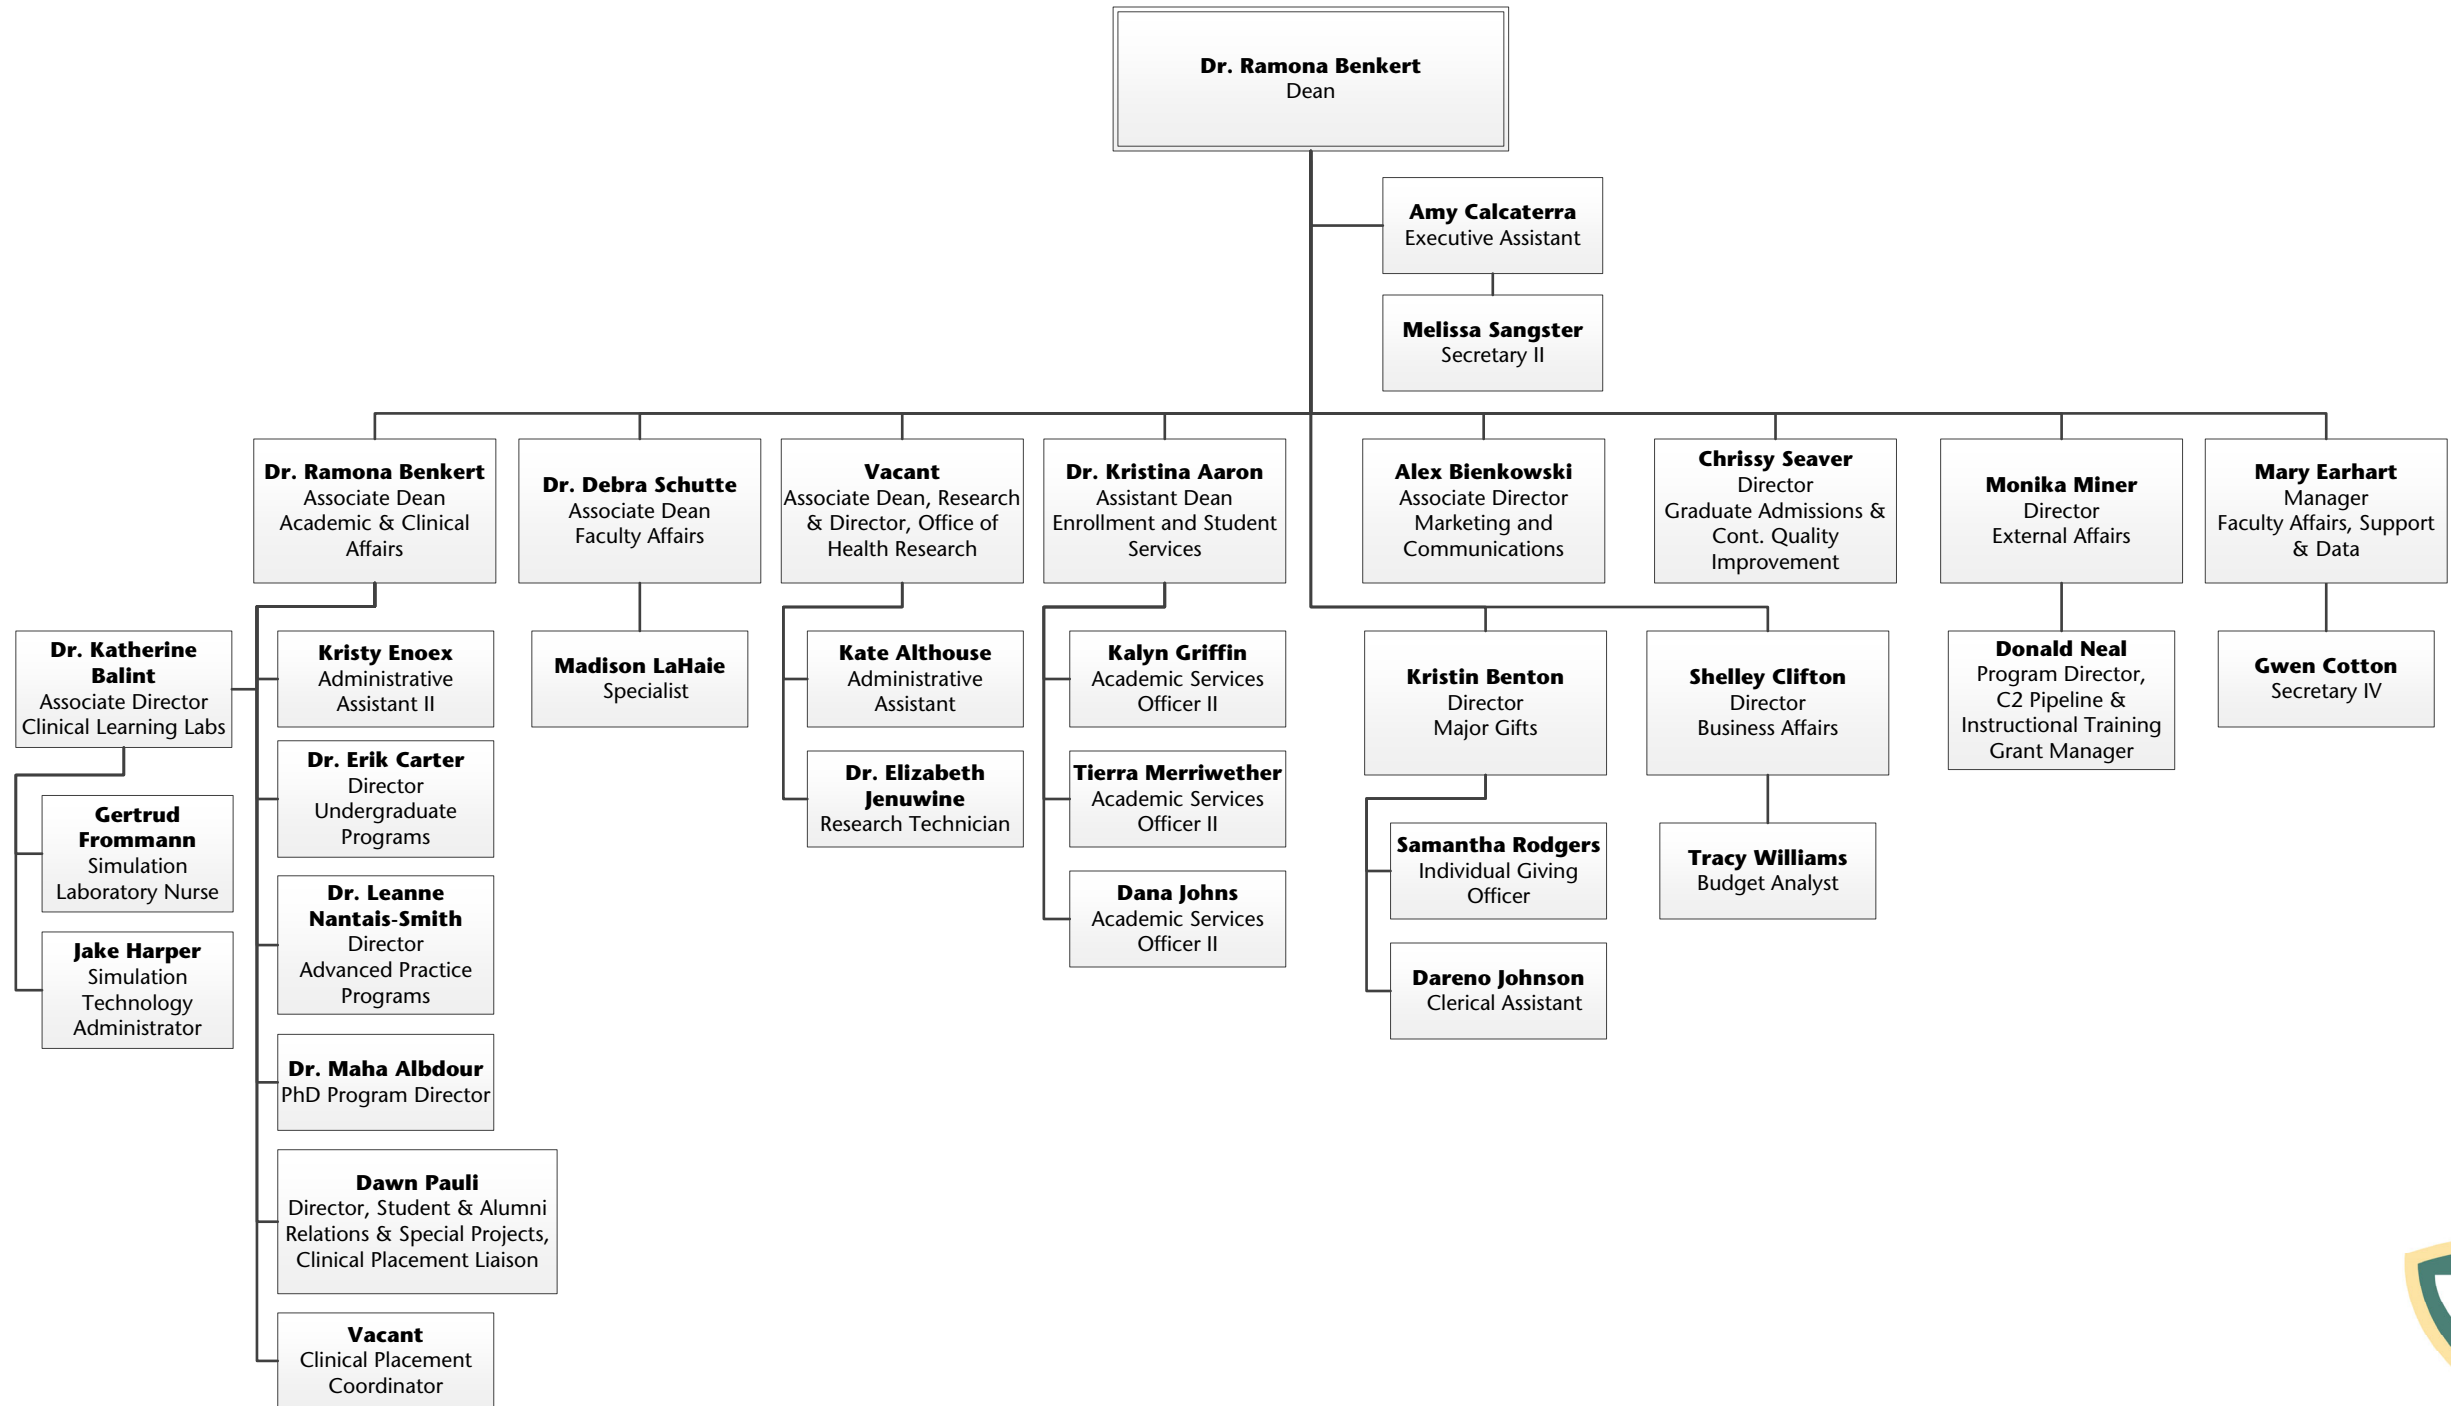 Dr. Ramona Benkert
Dean
Amy Calcaterra
Executive Assistant
Melissa Sangster
Secretary II
Dr. Ramona Benkert
Associate Dean
Academic & Clinical
Affairs
Dr. Debra Schutte
Associate Dean
Faculty Affairs
Vacant
Associate Dean, Research
& Director, Office of
Health Research
Dr. Kristina Aaron
Assistant Dean
Enrollment and Student
Services
Alex Bienkowski
Associate Director
Marketing and
Communications
Chrissy Seaver
Director
Graduate Admissions &
Cont. Quality
Improvement
Monika Miner
Director
External Affairs
Mary Earhart
Manager
Faculty Affairs, Support
& Data
Dr. Katherine
Balint
Associate Director
Clinical Learning Labs
Gertrud
Frommann
Simulation
Laboratory Nurse
Jake Harper
Simulation
Technology
Administrator
Kristy Enoex
Administrative
Assistant II
Dr. Erik Carter
Director
Undergraduate
Programs
Dr. Leanne
Nantais-Smith
Director
Advanced Practice
Programs
Dr. Maha Albdour
PhD Program Director
Dawn Pauli
Director, Student & Alumni
Relations & Special Projects,
Clinical Placement Liaison
Vacant
Clinical Placement
Coordinator
Madison LaHaie
Specialist
Kate Althouse
Administrative
Assistant
Dr. Elizabeth
Jenuwine
Research Technician
Kalyn Griffin
Academic Services
Officer II
Tierra Merriwether
Academic Services
Officer II
Dana Johns
Academic Services
Officer II
Kristin Benton
Director
Major Gifts
Samantha Rodgers
Individual Giving
Officer
Dareno Johnson
Clerical Assistant
Shelley Clifton
Director
Business Affairs
Tracy Williams
Budget Analyst
Donald Neal
Program Director,
C2 Pipeline &
Instructional Training
Grant Manager
Gwen Cotton
Secretary IV